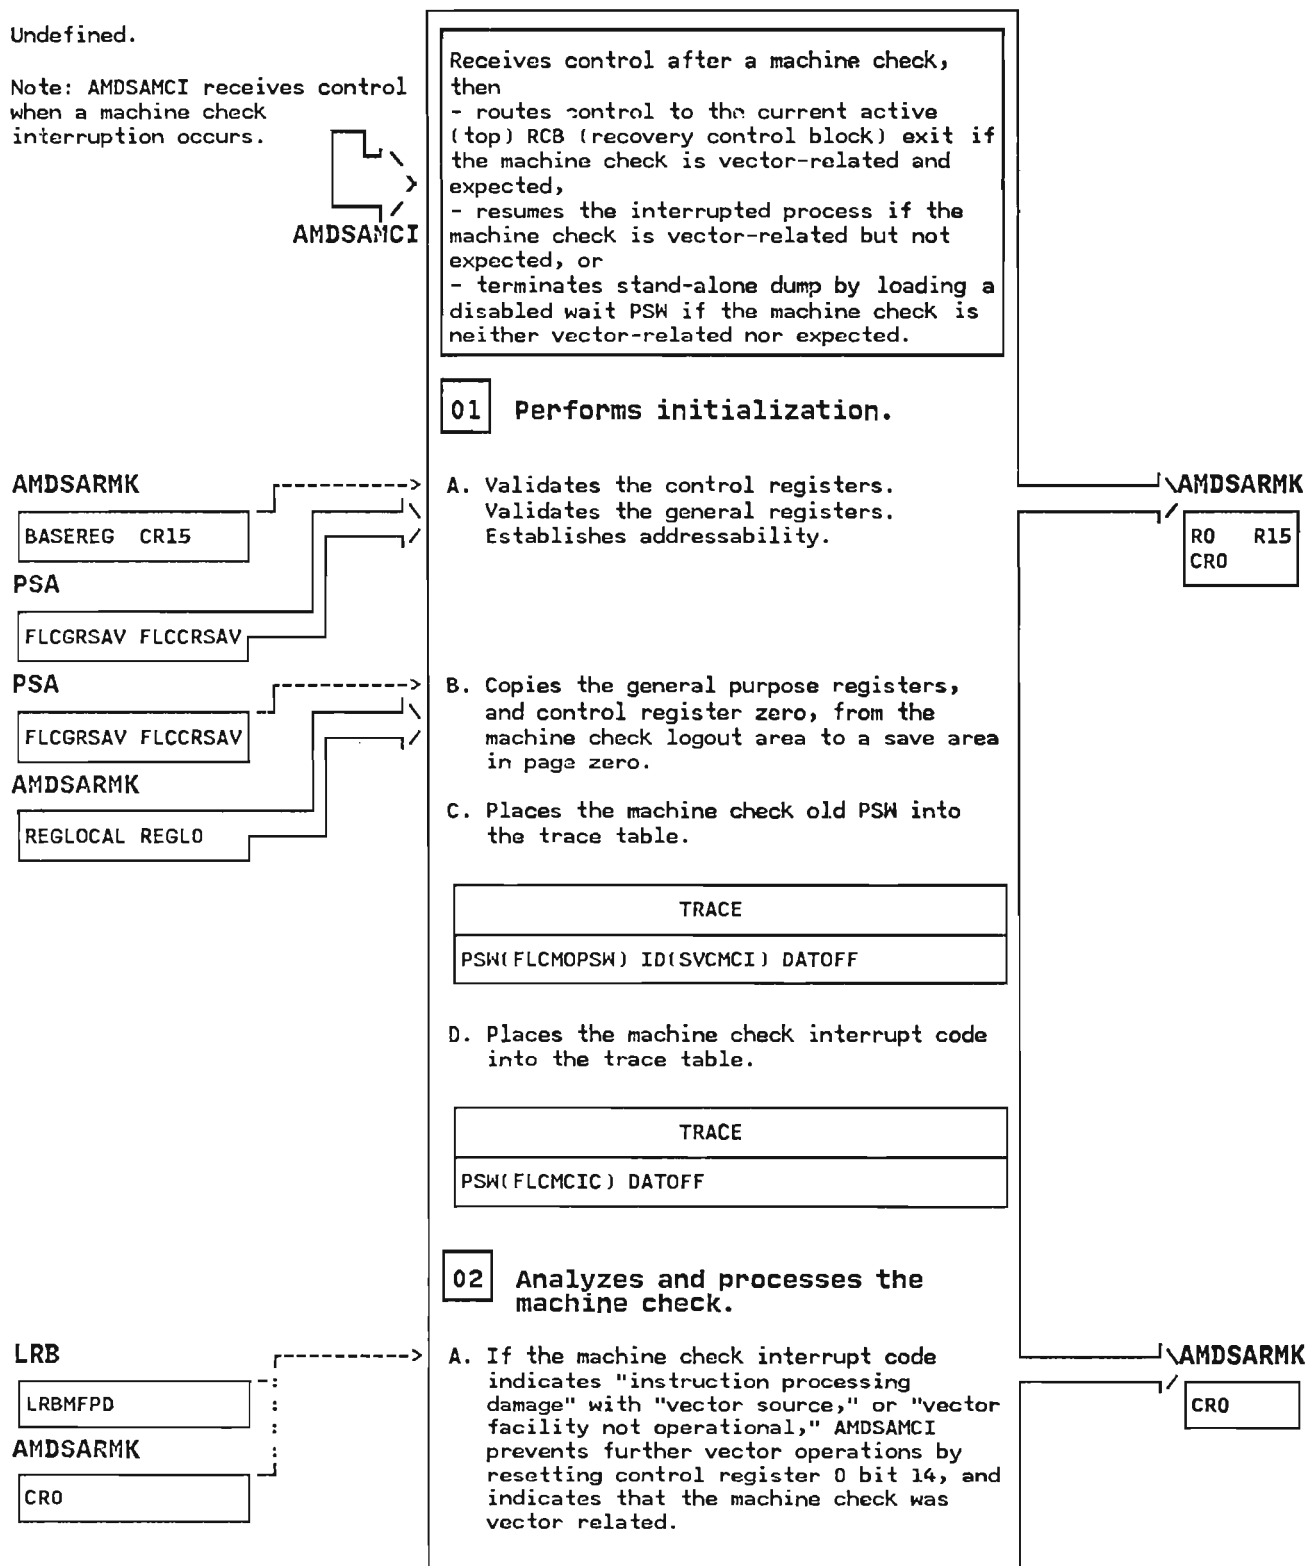 Undefined.
Note: AMDSAMCI receives control
when a machine check
interruption occurs.
AMDSAMCI
Receives control after a machine check,
then
- routes control to the current active
(top) RCB (recovery control block) exit if
the machine check is vector-related and
expected,
- resumes the interrupted process if the
machine check is vector-related but not
expected, or
- terminates stand-alone dump by loading a
disabled wait PSW if the machine check is
neither vector-related nor expected.
01 Performs initialization.
AMDSARMK
BASEREG CR15
PSA
FLCGRSAV FLCCRSAV
A. Validates the control registers.
Validates the general registers.
Establishes addressability.
AMDSARMK
R0 R15
CR0
PSA
FLCGRSAV FLCCRSAV
AMDSARMK
REGLOCAL REGLO
B. Copies the general purpose registers,
and control register zero, from the
machine check logout area to a save area
in page zero.
C. Places the machine check old PSW into
the trace table.
TRACE
PSW(FLCMOPSW) ID(SVCMCI) DATOFF
D. Places the machine check interrupt code
into the trace table.
TRACE
PSW(FLCMCIC) DATOFF
02 Analyzes and processes the
machine check.
LRB
LRBMFPD
AMDSARMK
CR0
A. If the machine check interrupt code
indicates "instruction processing
damage" with "vector source," or "vector
facility not operational," AMDSAMCI
prevents further vector operations by
resetting control register 0 bit 14, and
indicates that the machine check was
vector related.
AMDSARMK
CR0